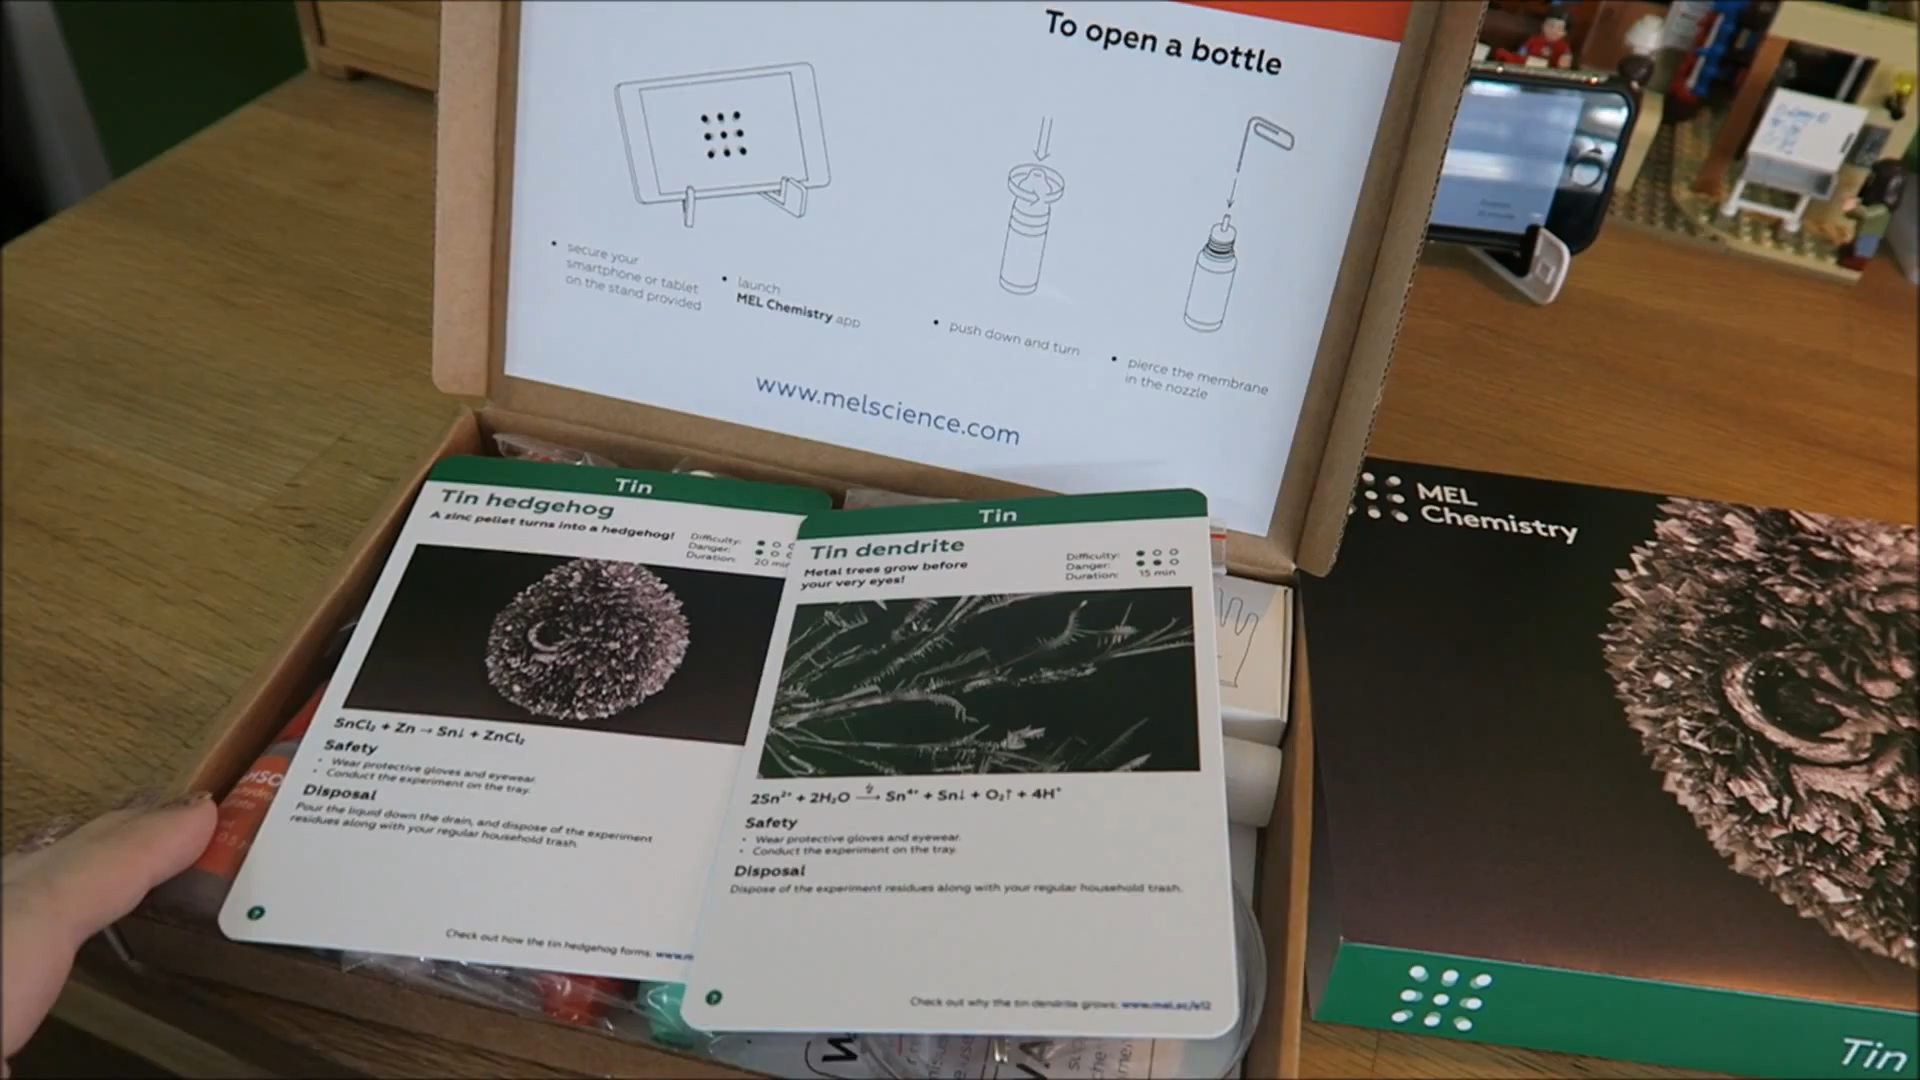 To open a bottle
secure your
smartphone or tablet
on the stand provided
launch
MEL Chemistry app
push down and turn
pierce the membrane
in the nozzle
www.melscience.com
Tin
Tin hedgehog
A zinc pellet turns into a hedgehog!
Difficulty:
Danger:
Duration: 20 min
SnCl₂ + Zn → Sn↓ + ZnCl₂
Safety
• Wear protective gloves and eyewear.
• Conduct the experiment on the tray.
Disposal
Pour the liquid down the drain, and dispose of the experiment
residues along with your regular household trash.
Check out how the tin hedgehog forms: www.m
Tin
Tin dendrite
Metal trees grow before
your very eyes!
Difficulty:
Danger:
Duration: 15 min
2Sn²⁺ + 2H₂O → Sn⁴⁺ + Sn↓ + O₂↑ + 4H⁺
Safety
• Wear protective gloves and eyewear.
• Conduct the experiment on the tray.
Disposal
Dispose of the experiment residues along with your regular household trash.
Check out why the tin dendrite grows: www.mel.sc/e12
MEL
Chemistry
Tin